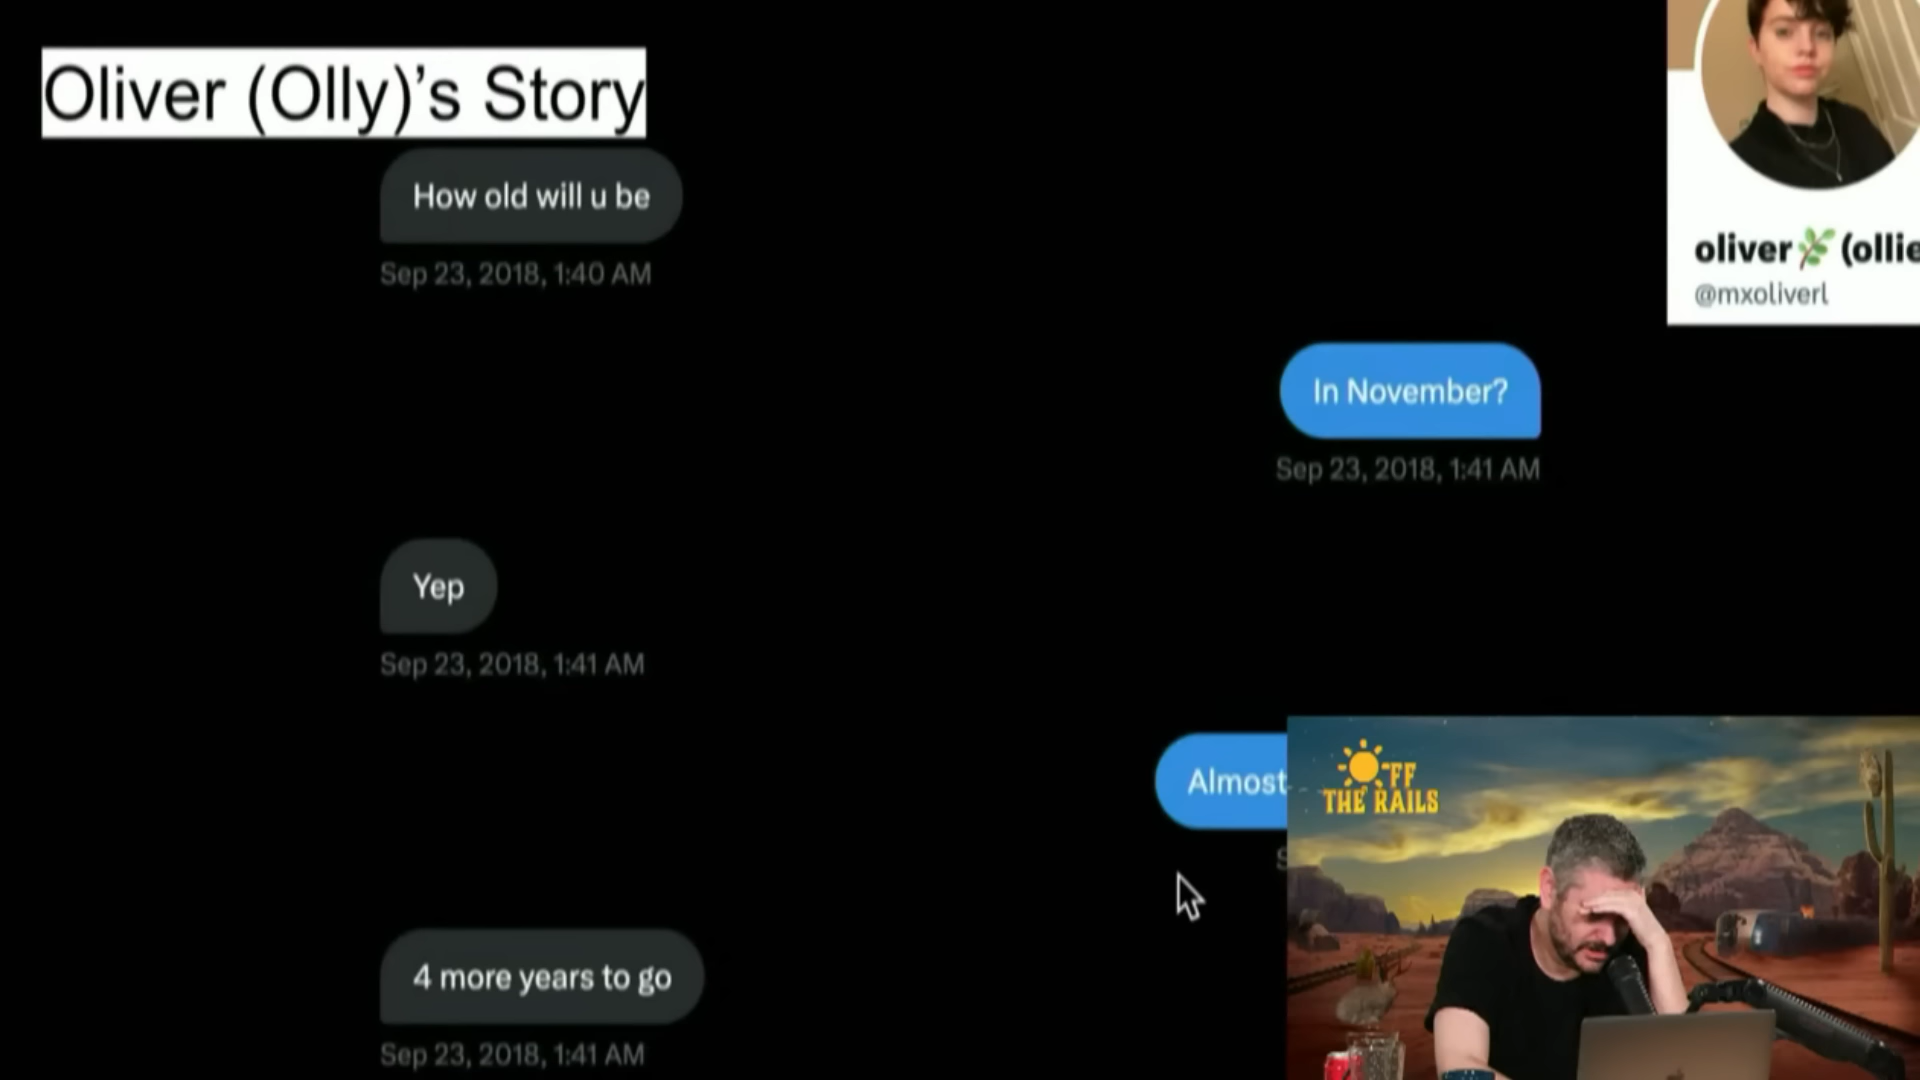 Oliver (Olly)'s Story
How old will u be
Sep 23, 2018, 1:40 AM
oliver🌿 (ollie
@mxoliverl
In November?
Sep 23, 2018, 1:41 AM
Yep
Sep 23, 2018, 1:41 AM
Almost
OFF
THE RAILS
4 more years to go
Sep 23, 2018, 1:41 AM